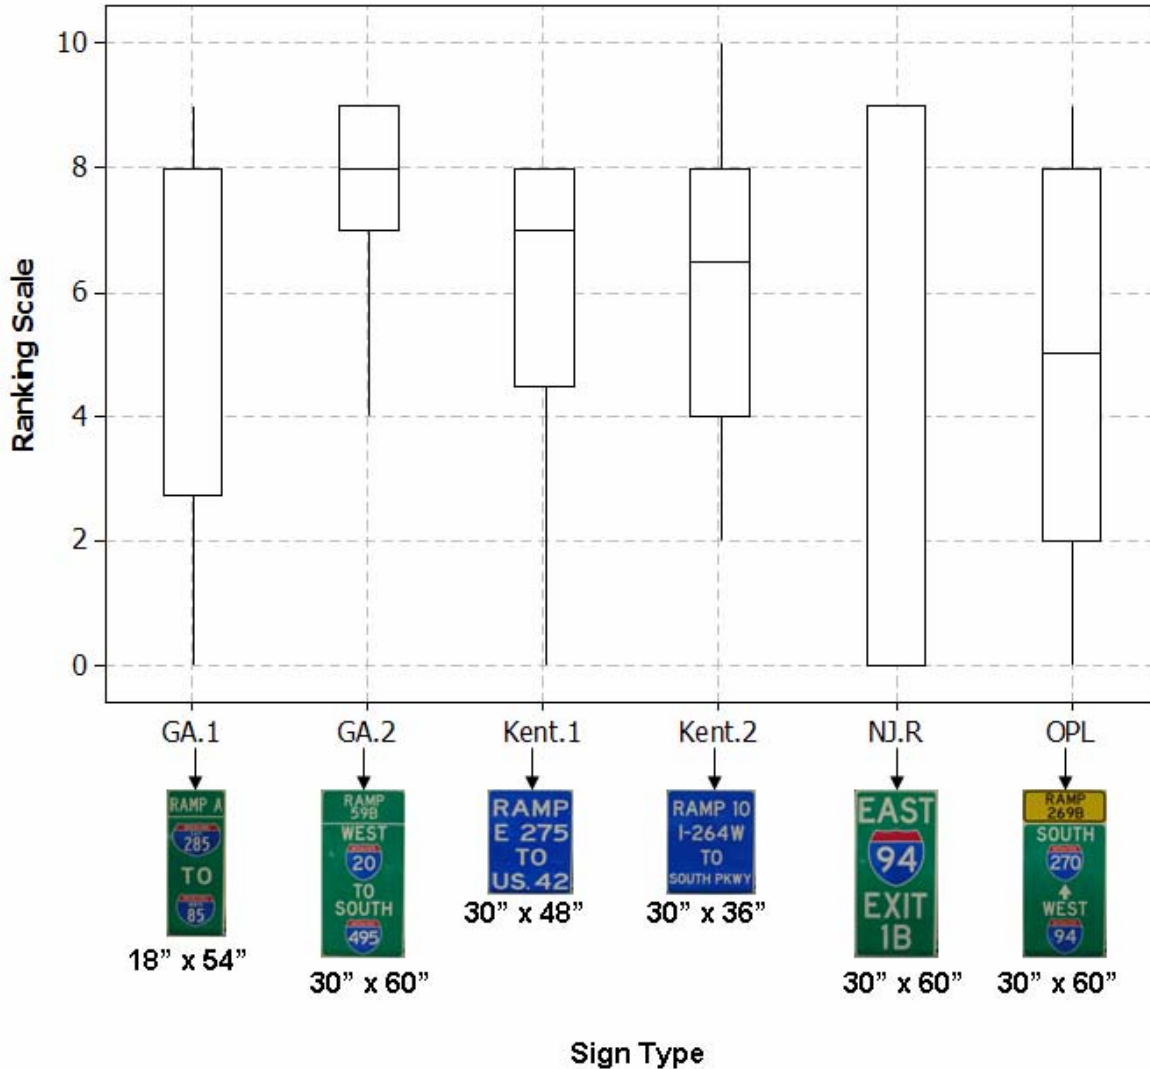 10
8
6
4
2
0
Ranking Scale
GA.1
GA.2
Kent.1
Kent.2
NJ.R
OPL
RAMP A
285
TO
85
18” x 54”
RAMP
59B
WEST
20
TO
SOUTH
495
30” x 60”
RAMP
E 275
TO
US.42
30” x 48”
RAMP 10
I-264W
TO
SOUTH PKWY
30” x 36”
EAST
94
EXIT
1B
30” x 60”
RAMP
269B
SOUTH
270
WEST
94
30” x 60”
Sign Type